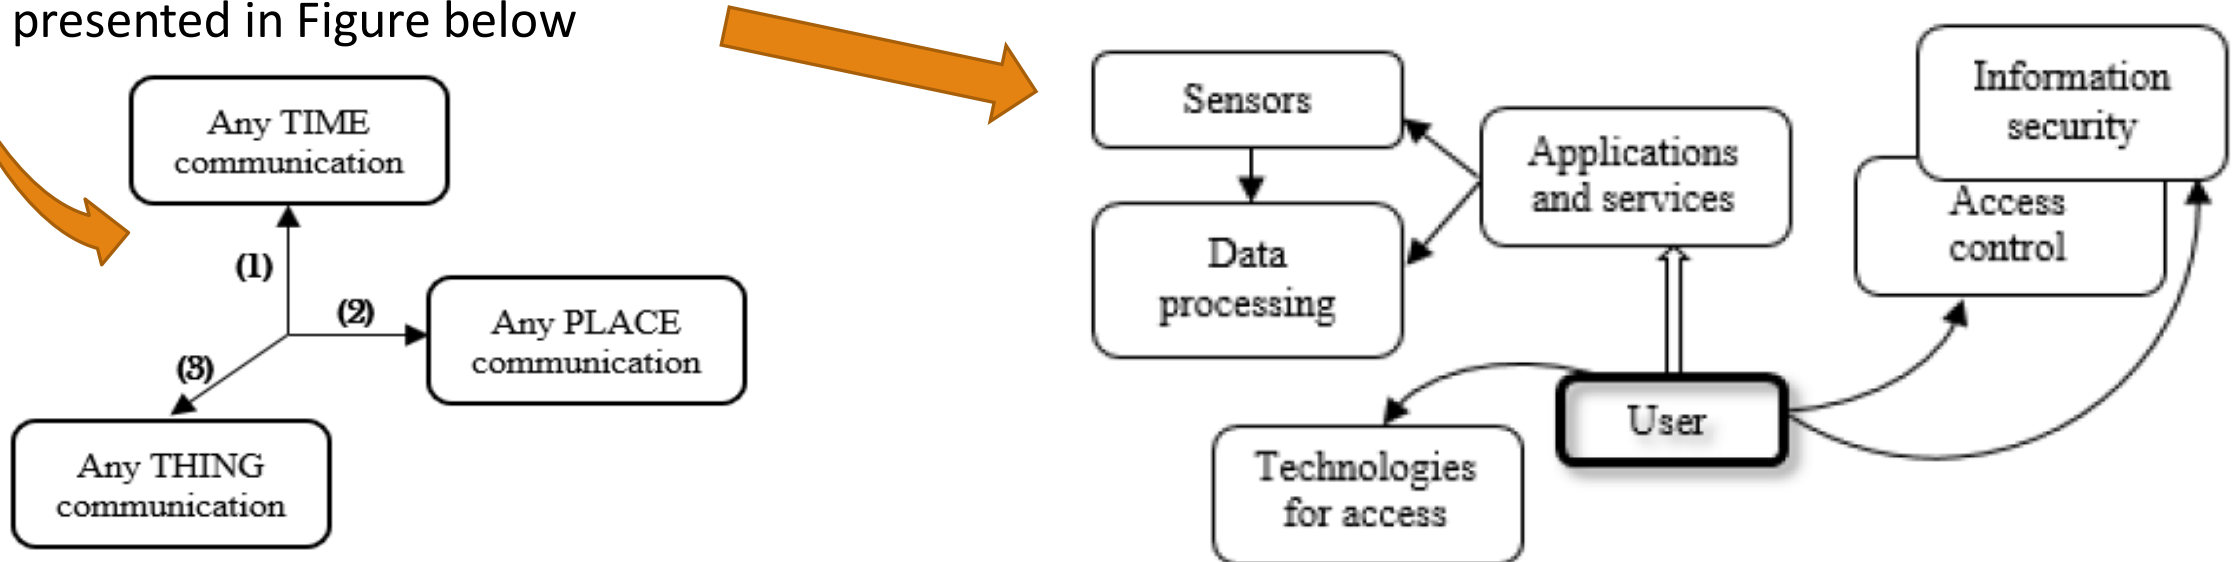 presented in Figure below
Any TIME
communication
(1)
(2)
Any PLACE
communication
(3)
Any THING
communication
Sensors
Data
processing
Applications
and services
Information
security
Access
control
User
Technologies
for access